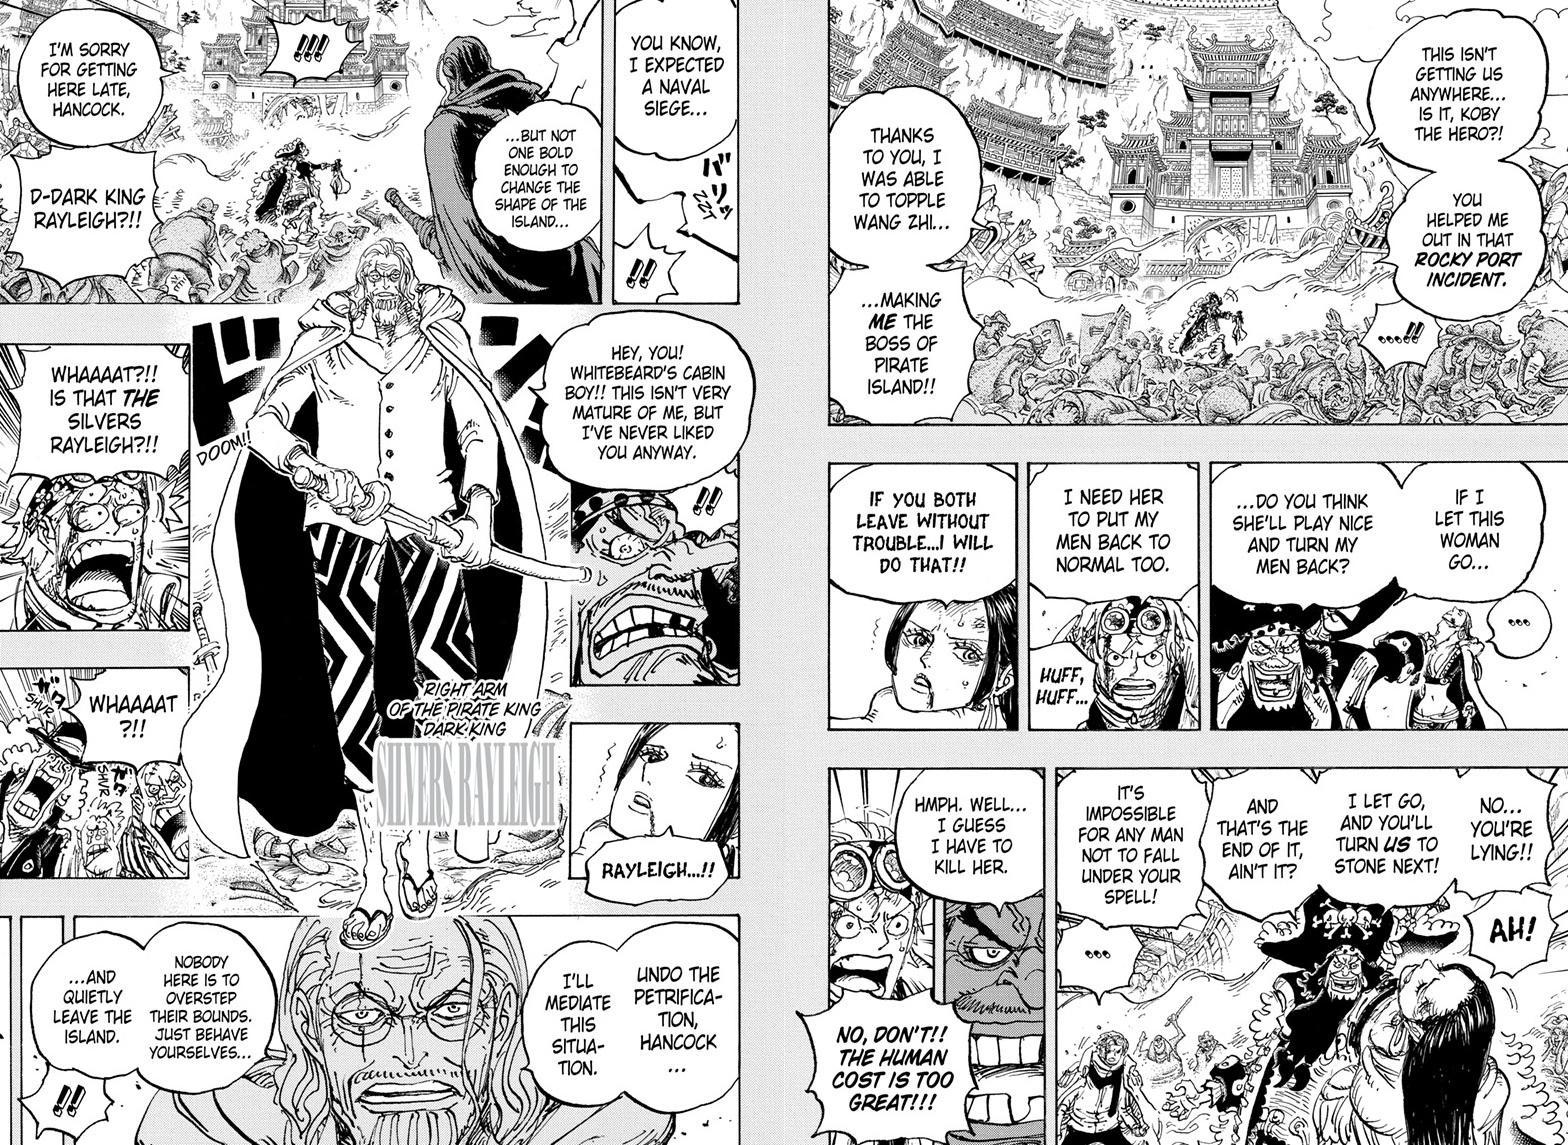 THIS ISN'T
GETTING US
ANYWHERE...
IS IT, KOBY
THE HERO?!
YOU
HELPED ME
OUT IN THAT
ROCKY PORT
INCIDENT.
....!!
THANKS
TO YOU, I
WAS ABLE
TO TOPPLE
WANG ZHI...
...MAKING
ME THE
BOSS OF
PIRATE
ISLAND!!
IF I
LET THIS
WOMAN
GO...
...DO YOU THINK
SHE'LL PLAY NICE
AND TURN MY
MEN BACK?
...
I NEED HER
TO PUT MY
MEN BACK TO
NORMAL TOO.
HUFF,
HUFF...
IF YOU BOTH
LEAVE WITHOUT
TROUBLE...I WILL
DO THAT!!
NO...
YOU'RE
LYING!!
I LET GO,
AND YOU'LL
TURN US TO
STONE NEXT!
AND
THAT'S THE
END OF IT,
AIN'T IT?
IT'S
IMPOSSIBLE
FOR ANY MAN
NOT TO FALL
UNDER YOUR
SPELL!
AH!
...
HMPH. WELL...
I GUESS
I HAVE TO
KILL HER.
NO, DON'T!!
THE HUMAN
COST IS TOO
GREAT!!!
YOU KNOW,
I EXPECTED
A NAVAL
SIEGE...
バリッ
ZZT
!!
...BUT NOT
ONE BOLD
ENOUGH TO
CHANGE THE
SHAPE OF THE
ISLAND...
!!!
I'M SORRY
FOR GETTING
HERE LATE,
HANCOCK.
D-DARK KING
RAYLEIGH?!!
HEY, YOU!
WHITEBEARD'S CABIN
BOY!! THIS ISN'T VERY
MATURE OF ME, BUT
I'VE NEVER LIKED
YOU ANYWAY.
!!
ドン
DOOM!!
RIGHT ARM
OF THE PIRATE KING
DARK KING
SILVERS RAYLEIGH
RAYLEIGH...!!
WHAAAAT?!!
IS THAT THE
SILVERS
RAYLEIGH?!!
WHAAAAT
?!!
ガタ
SHVR
SHVR
UNDO THE
PETRIFICA-
TION,
HANCOCK
...
I'LL
MEDIATE
THIS
SITUA-
TION.
NOBODY
HERE IS TO
OVERSTEP
THEIR BOUNDS.
JUST BEHAVE
YOURSELVES...
...AND
QUIETLY
LEAVE THE
ISLAND.
!!